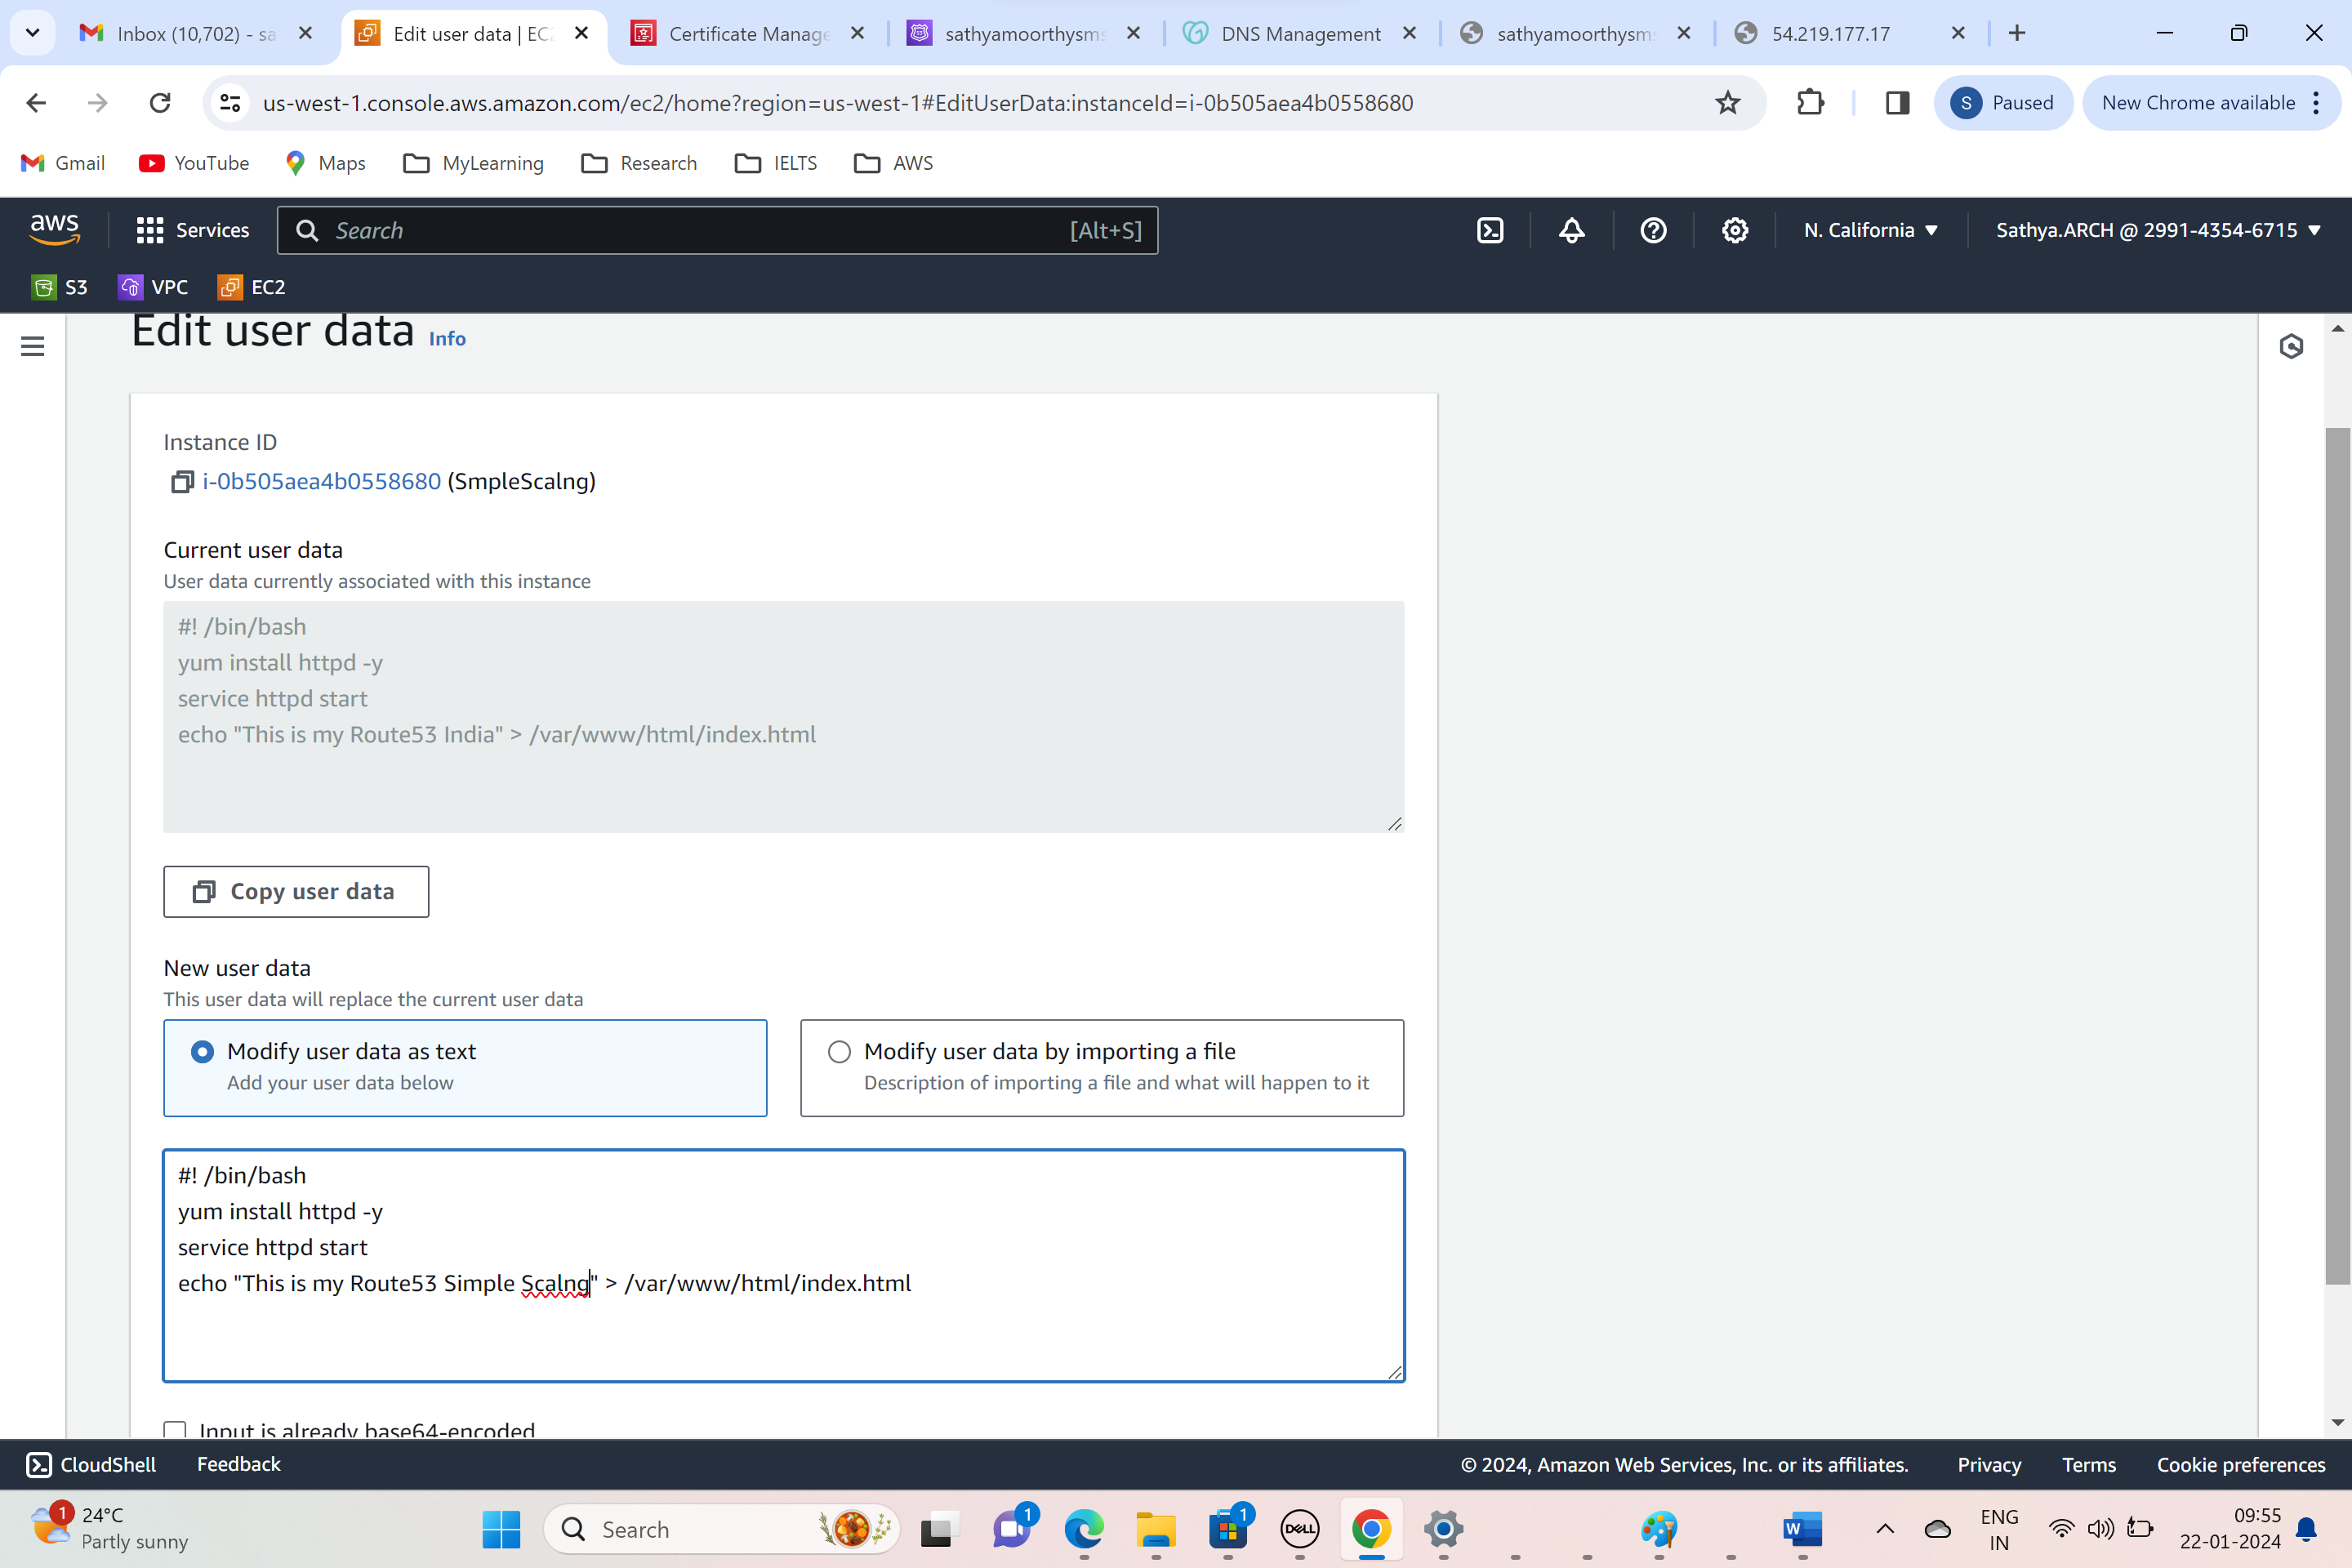 Inbox (10,702) - sa
Edit user data | EC2
Certificate Manage
sathyamoorthysms
DNS Management
sathyamoorthysms
54.219.177.17
us-west-1.console.aws.amazon.com/ec2/home?region=us-west-1#EditUserData:instanceId=i-0b505aea4b0558680
S
Paused
New Chrome available
Gmail
YouTube
Maps
MyLearning
Research
IELTS
AWS
aws
Services
Search
[Alt+S]
N. California
Sathya.ARCH @ 2991-4354-6715
S3
VPC
EC2
Edit user data Info
Instance ID
i-0b505aea4b0558680 (SmpleScalng)
Current user data
User data currently associated with this instance
#! /bin/bash
yum install httpd -y
service httpd start
echo "This is my Route53 India" > /var/www/html/index.html
Copy user data
New user data
This user data will replace the current user data
Modify user data as text
Add your user data below
Modify user data by importing a file
Description of importing a file and what will happen to it
#! /bin/bash
yum install httpd -y
service httpd start
echo "This is my Route53 Simple Scalng" > /var/www/html/index.html
Input is already base64-encoded
CloudShell
Feedback
© 2024, Amazon Web Services, Inc. or its affiliates.
Privacy
Terms
Cookie preferences
1
24°C
Partly sunny
Search
1
1
DELL
W
ENG
IN
09:55
22-01-2024